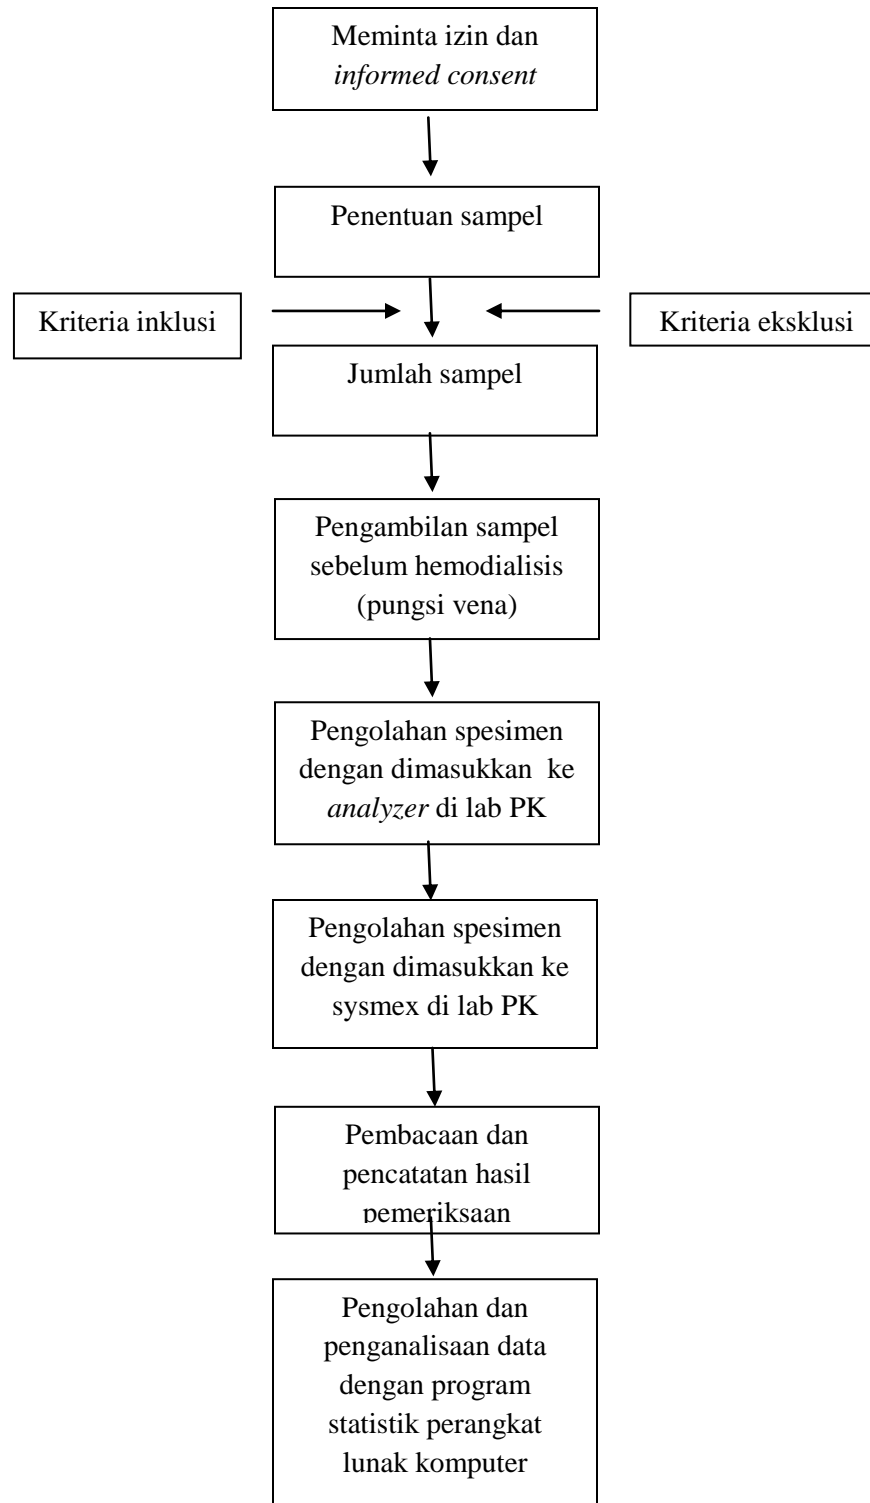 Meminta izin dan
informed consent
Penentuan sampel
Kriteria inklusi
Kriteria eksklusi
Jumlah sampel
Pengambilan sampel
sebelum hemodialisis
(pungsi vena)
Pengolahan spesimen
dengan dimasukkan ke
analyzer di lab PK
Pengolahan spesimen
dengan dimasukkan ke
sysmex di lab PK
Pembacaan dan
pencatatan hasil
pemeriksaan
Pengolahan dan
penganalisaan data
dengan program
statistik perangkat
lunak komputer